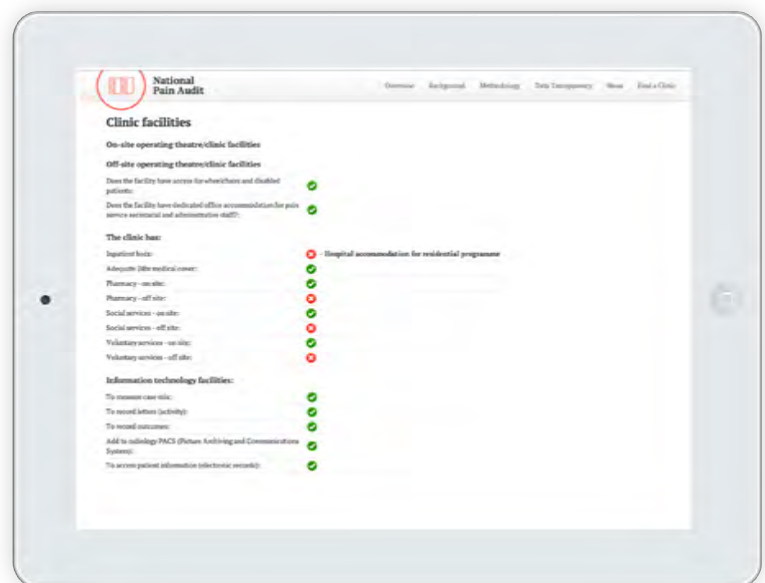 National
Pain Audit
Overview Background Methodology Data Transparency About Find a Clinic
Clinic facilities
On-site operating theatre/clinic facilities
Off-site operating theatre/clinic facilities
Does the facility have access for wheelchairs and disabled
patients:
Does the facility have dedicated office accommodation for pain
service secretarial and administrative staff?:
The clinic has:
Inpatient beds: - Hospital accommodation for residential programme
Adequate medical cover:
Pharmacy - on site:
Pharmacy - off site:
Social services - on site:
Social services - off site:
Voluntary services - on site:
Voluntary services - off site:
Information technology facilities:
To measure case mix:
To record letters (activity):
To record outcomes:
Add to radiology PACS (Picture Archiving and Communications
System):
To access patient information (electronic records):